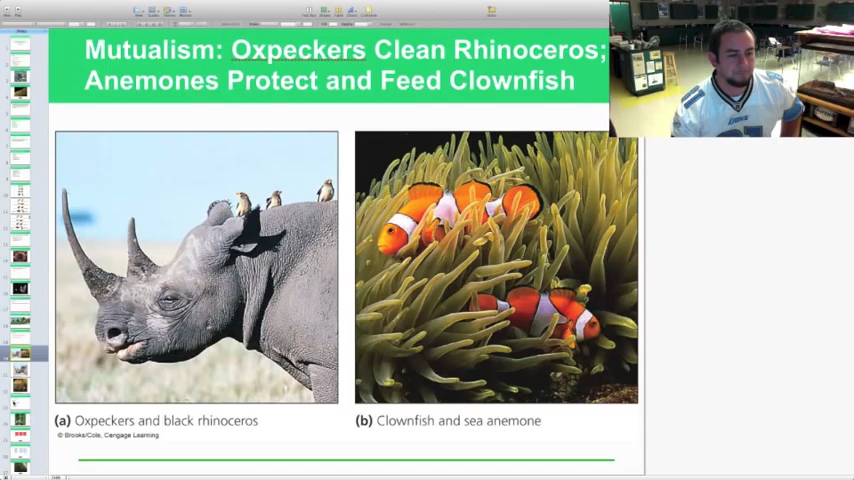 Mutualism: Oxpeckers Clean Rhinoceros;
Anemones Protect and Feed Clownfish
LIONS
(a) Oxpeckers and black rhinoceros
(b) Clownfish and sea anemone
© Brooks/Cole, Cengage Learning